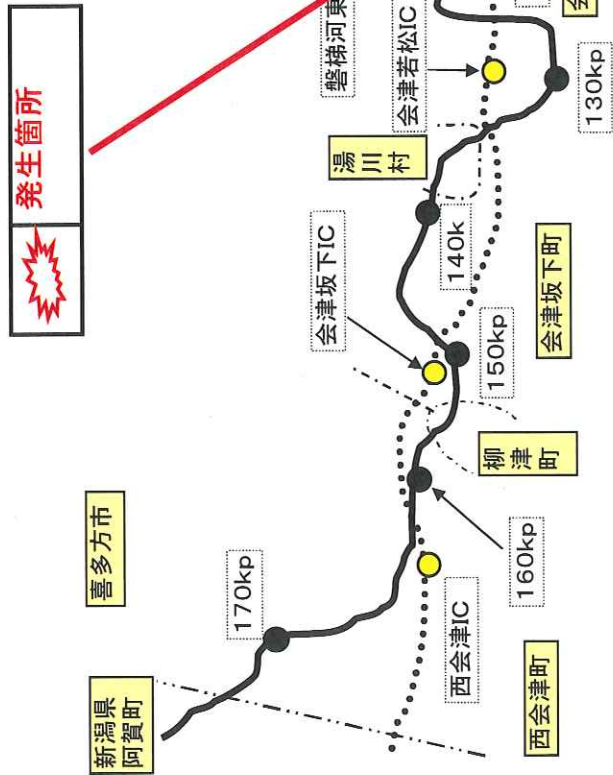 発生箇所
喜多方市
新潟県
阿賀町
170kp
西会津IC
西会津町
160kp
柳津
町
会津坂下IC
150kp
会津坂下町
140k
湯川
村
会津若松IC
磐梯河東
130kp